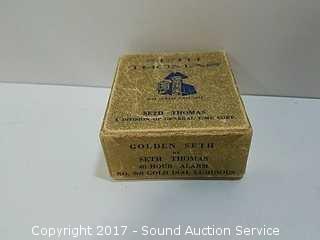 SETH
THOMAS
SETH THOMAS
A DIVISION OF GENERAL TIME CORP.
GOLDEN SETH
BY
SETH THOMAS
40 HOUR ALARM
NO. GOLD DIAL LUMINOUS
Copyright 2017 - Sound Auction Service